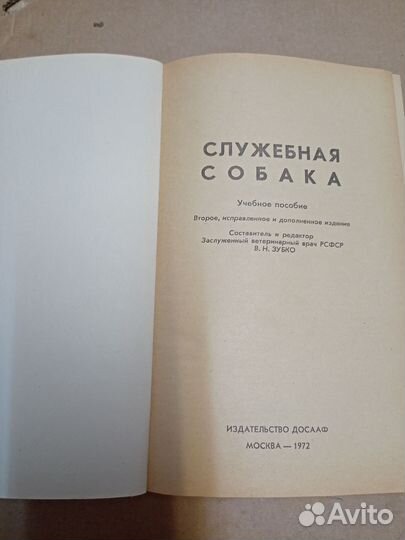 СЛУЖЕБНАЯ
СОБАКА
Учебное пособие
Второе, исправленное и дополненное издание
Составитель и редактор
Заслуженный ветеринарный врач РСФСР
В. Н. ЗУБКО
ИЗДАТЕЛЬСТВО ДОСААФ
МОСКВА — 1972
Avito